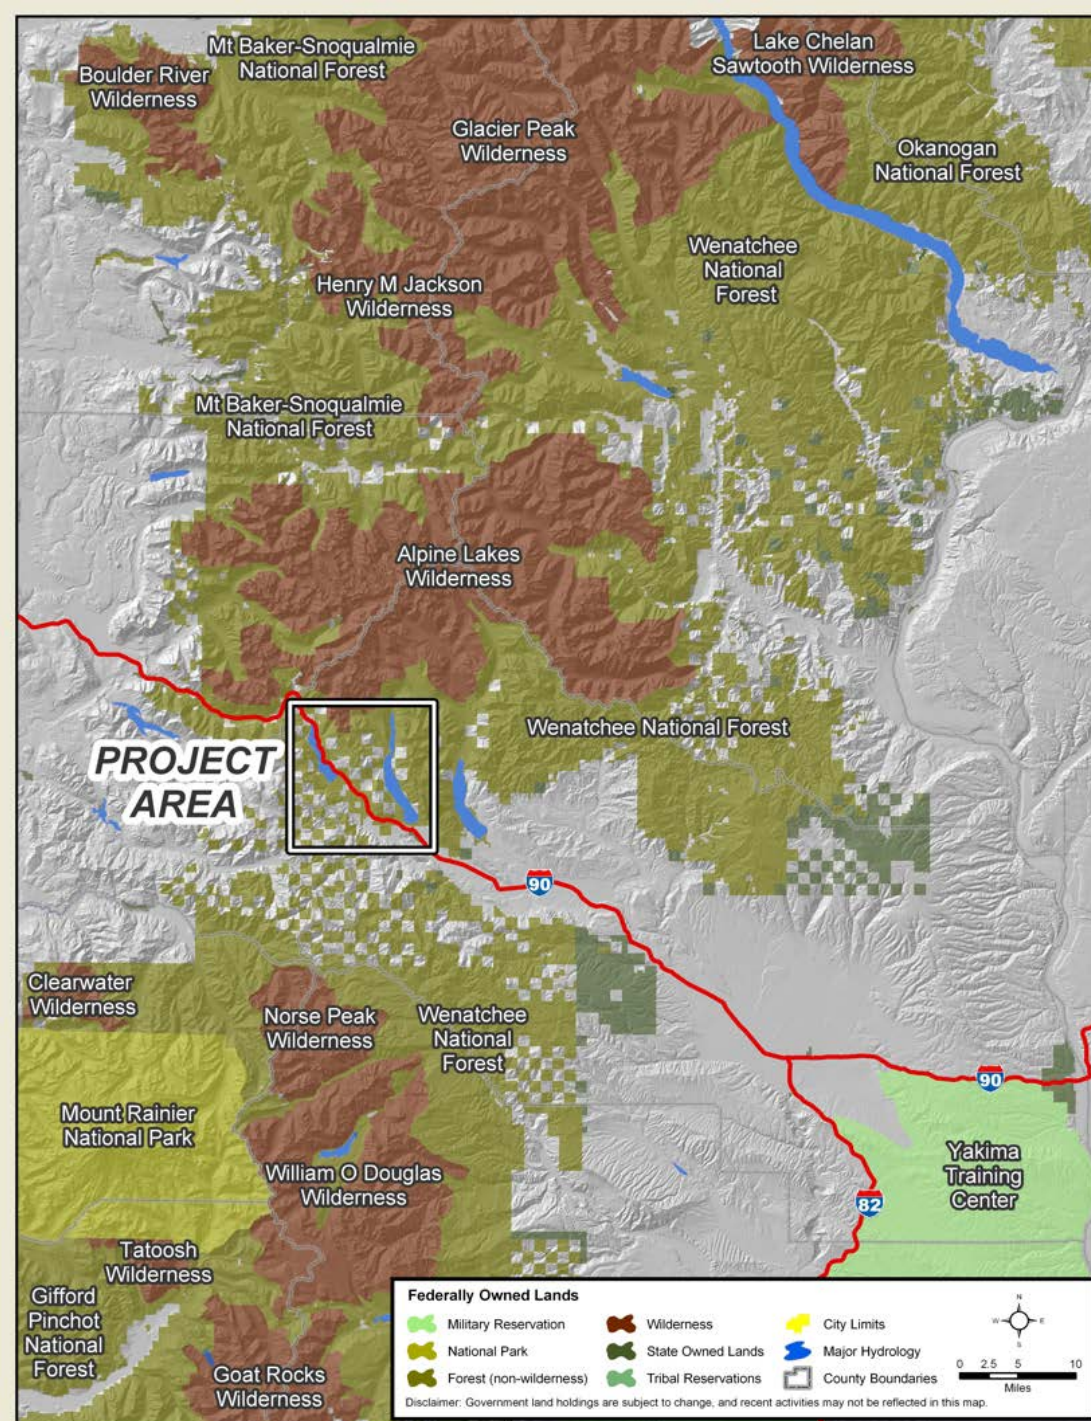 Mt Baker-Snoqualmie
National Forest
Lake Chelan
Sawtooth Wilderness
Boulder River
Wilderness
Glacier Peak
Wilderness
Okanogan
National Forest
Wenatchee
National
Forest
Henry M Jackson
Wilderness
Mt Baker-Snoqualmie
National Forest
Alpine Lakes
Wilderness
Wenatchee National Forest
PROJECT
AREA
90
Clearwater
Wilderness
Norse Peak
Wilderness
Wenatchee
National
Forest
90
Mount Rainier
National Park
William O Douglas
Wilderness
Yakima
Training
Center
82
Tatoosh
Wilderness
Gifford
Pinchot
National
Forest
Goat Rocks
Wilderness
Federally Owned Lands
Military Reservation
Wilderness
City Limits
National Park
State Owned Lands
Major Hydrology
Forest (non-wilderness)
Tribal Reservations
County Boundaries
N
W E
S
0 2.5 5 10
Miles
Disclaimer: Government land holdings are subject to change, and recent activities may not be reflected in this map.